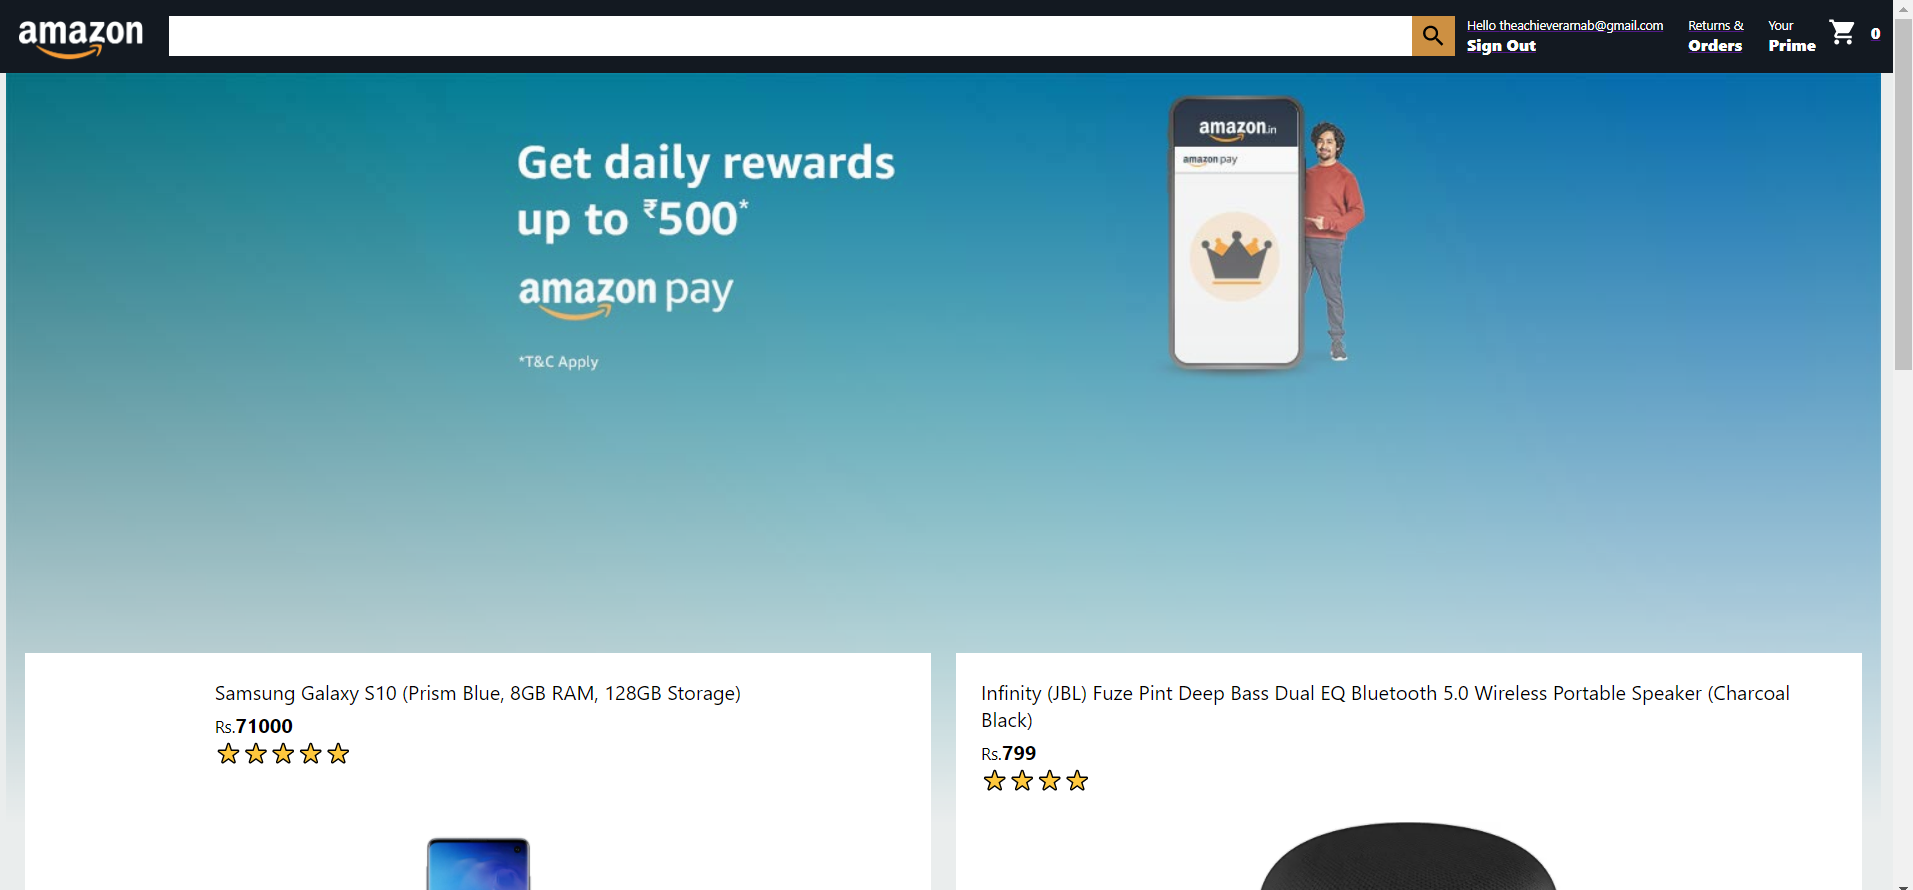 amazon
Hello theachieverarnab@gmail.com
Sign Out
Returns &
Orders
Your
Prime
0
Get daily rewards
up to ₹500*
amazon pay
*T&C Apply
amazon.in
amazon pay
Samsung Galaxy S10 (Prism Blue, 8GB RAM, 128GB Storage)
Rs.71000
Infinity (JBL) Fuze Pint Deep Bass Dual EQ Bluetooth 5.0 Wireless Portable Speaker (Charcoal
Black)
Rs.799